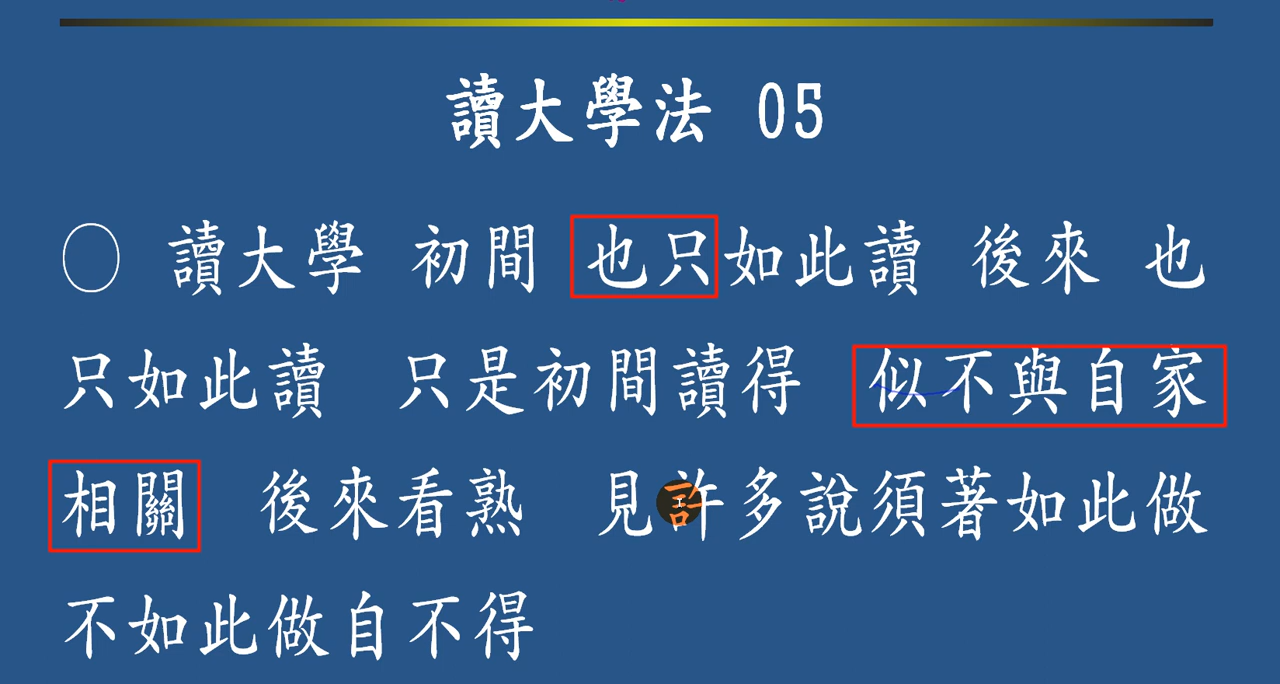 讀大學法 05
○ 讀大學 初間 也只如此讀 後來 也
只如此讀 只是初間讀得 似不與自家
相關 後來看熟 見許多說須著如此做
不如此做自不得